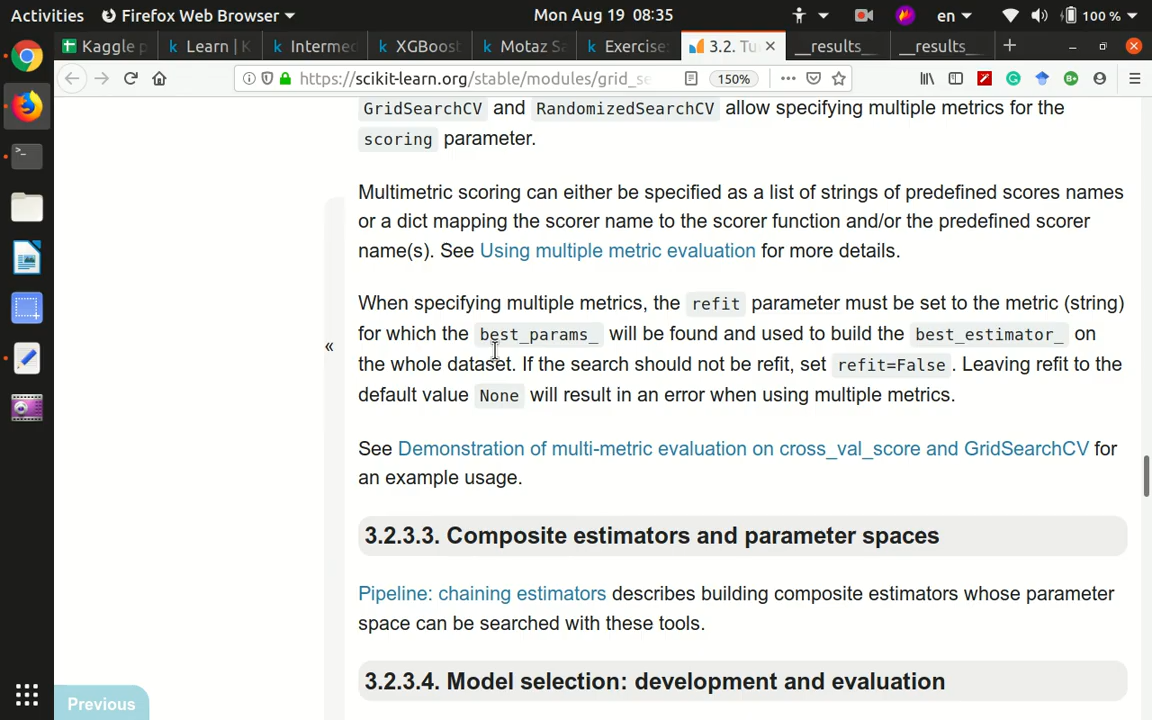 Activities Firefox Web Browser Mon Aug 19 08:35 en 100 %
Kaggle p Learn | K Intermed XGBoost Motaz Sa Exercise: 3.2. Tu __results_ __results_
https://scikit-learn.org/stable/modules/grid_se 150%
GridSearchCV and RandomizedSearchCV allow specifying multiple metrics for the
scoring parameter.
Multimetric scoring can either be specified as a list of strings of predefined scores names
or a dict mapping the scorer name to the scorer function and/or the predefined scorer
name(s). See Using multiple metric evaluation for more details.
When specifying multiple metrics, the refit parameter must be set to the metric (string)
for which the best_params_ will be found and used to build the best_estimator_ on
« the whole dataset. If the search should not be refit, set refit=False. Leaving refit to the
default value None will result in an error when using multiple metrics.
See Demonstration of multi-metric evaluation on cross_val_score and GridSearchCV for
an example usage.
3.2.3.3. Composite estimators and parameter spaces
Pipeline: chaining estimators describes building composite estimators whose parameter
space can be searched with these tools.
3.2.3.4. Model selection: development and evaluation
Previous